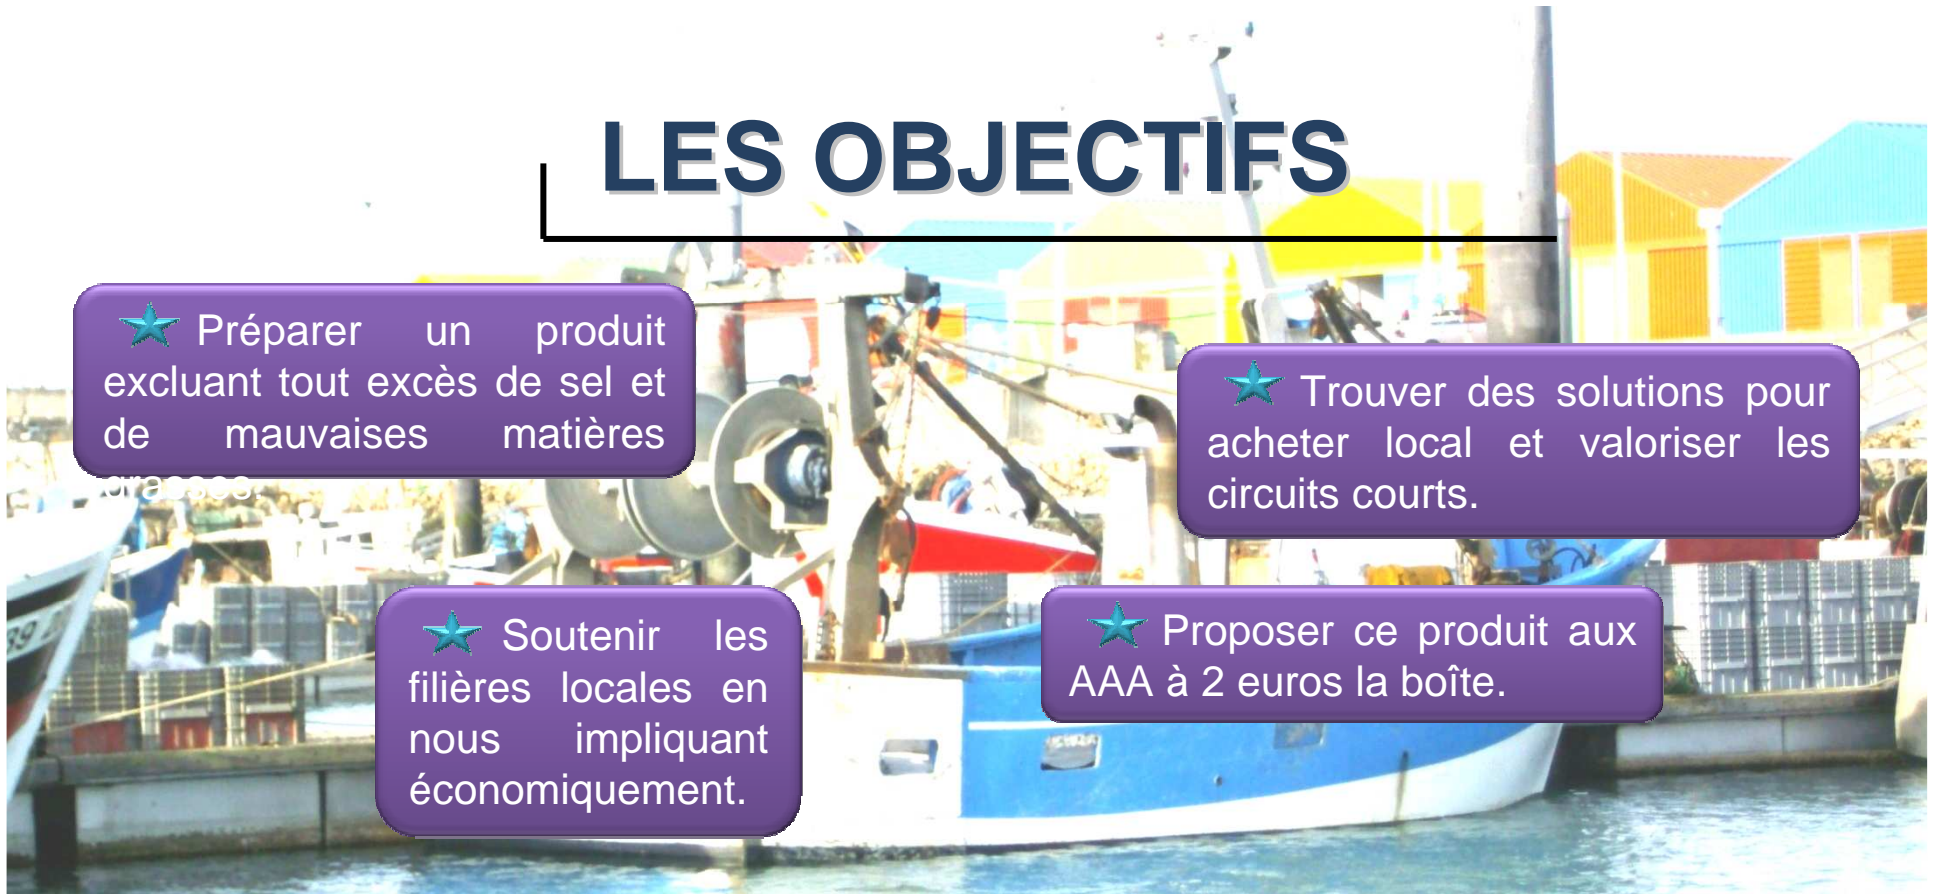 LES OBJECTIFS
Préparer un produit
excluant tout excès de sel et
de mauvaises matières
grasses.
Trouver des solutions pour
acheter local et valoriser les
circuits courts.
Soutenir les
filières locales en
nous impliquant
économiquement.
Proposer ce produit aux
AAA à 2 euros la boîte.